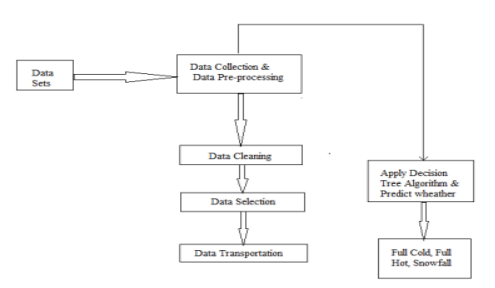 Data
Sets
Data Collection &
Data Pre-processing
Data Cleaning
Data Selection
Data Transportation
Apply Decision
Tree Algorithm &
Predict wheather
Full Cold, Full
Hot, Snowfall